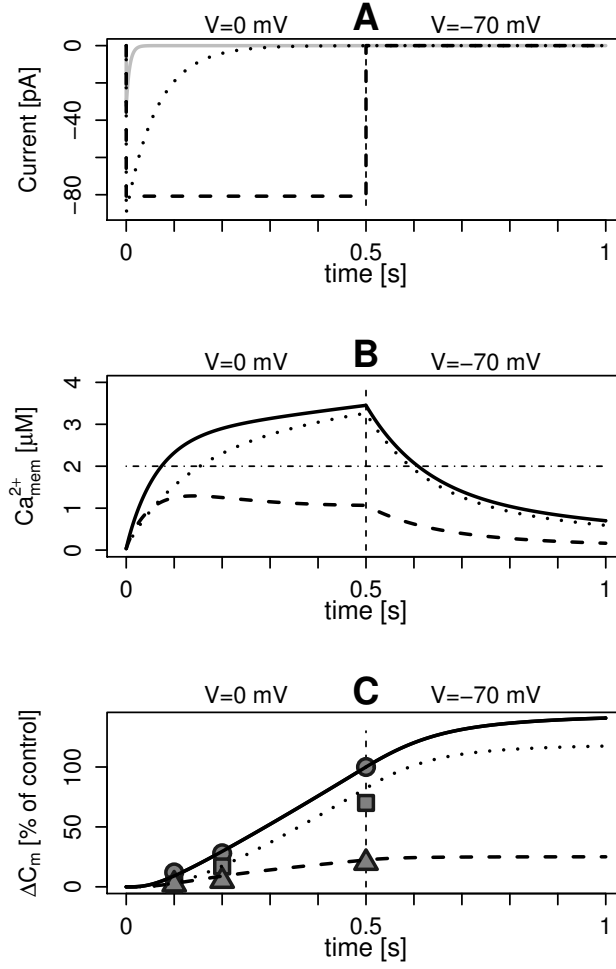 V=0 mV A V=−70 mV
Current [pA]
0
−40
−80
0 0.5 1
time [s]
V=0 mV B V=−70 mV
Ca²⁺mem [μM]
4
3
2
1
0
0 0.5 1
time [s]
V=0 mV C V=−70 mV
ΔCm [% of control]
100
50
0
0 0.5 1
time [s]